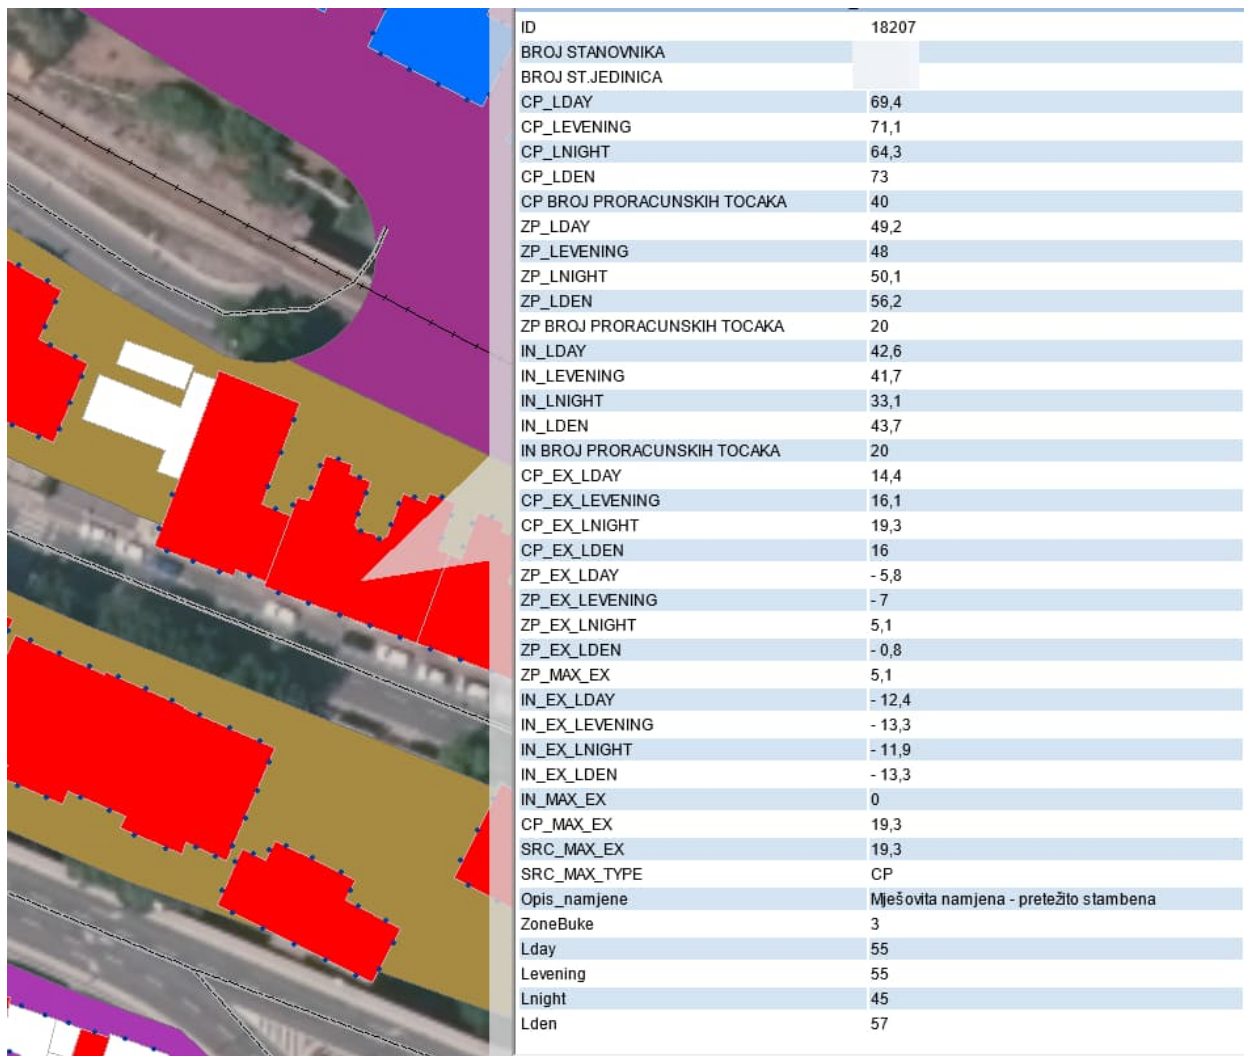 ID 18207
BROJ STANOVNIKA
BROJ ST.JEDINICA
CP_LDAY 69,4
CP_LEVENING 71,1
CP_LNIGHT 64,3
CP_LDEN 73
CP BROJ PRORACUNSKIH TOCAKA 40
ZP_LDAY 49,2
ZP_LEVENING 48
ZP_LNIGHT 50,1
ZP_LDEN 56,2
ZP BROJ PRORACUNSKIH TOCAKA 20
IN_LDAY 42,6
IN_LEVENING 41,7
IN_LNIGHT 33,1
IN_LDEN 43,7
IN BROJ PRORACUNSKIH TOCAKA 20
CP_EX_LDAY 14,4
CP_EX_LEVENING 16,1
CP_EX_LNIGHT 19,3
CP_EX_LDEN 16
ZP_EX_LDAY - 5,8
ZP_EX_LEVENING - 7
ZP_EX_LNIGHT 5,1
ZP_EX_LDEN - 0,8
ZP_MAX_EX 5,1
IN_EX_LDAY - 12,4
IN_EX_LEVENING - 13,3
IN_EX_LNIGHT - 11,9
IN_EX_LDEN - 13,3
IN_MAX_EX 0
CP_MAX_EX 19,3
SRC_MAX_EX 19,3
SRC_MAX_TYPE CP
Opis_namjene Mješovita namjena - pretežito stambena
ZoneBuke 3
Lday 55
Levening 55
Lnight 45
Lden 57